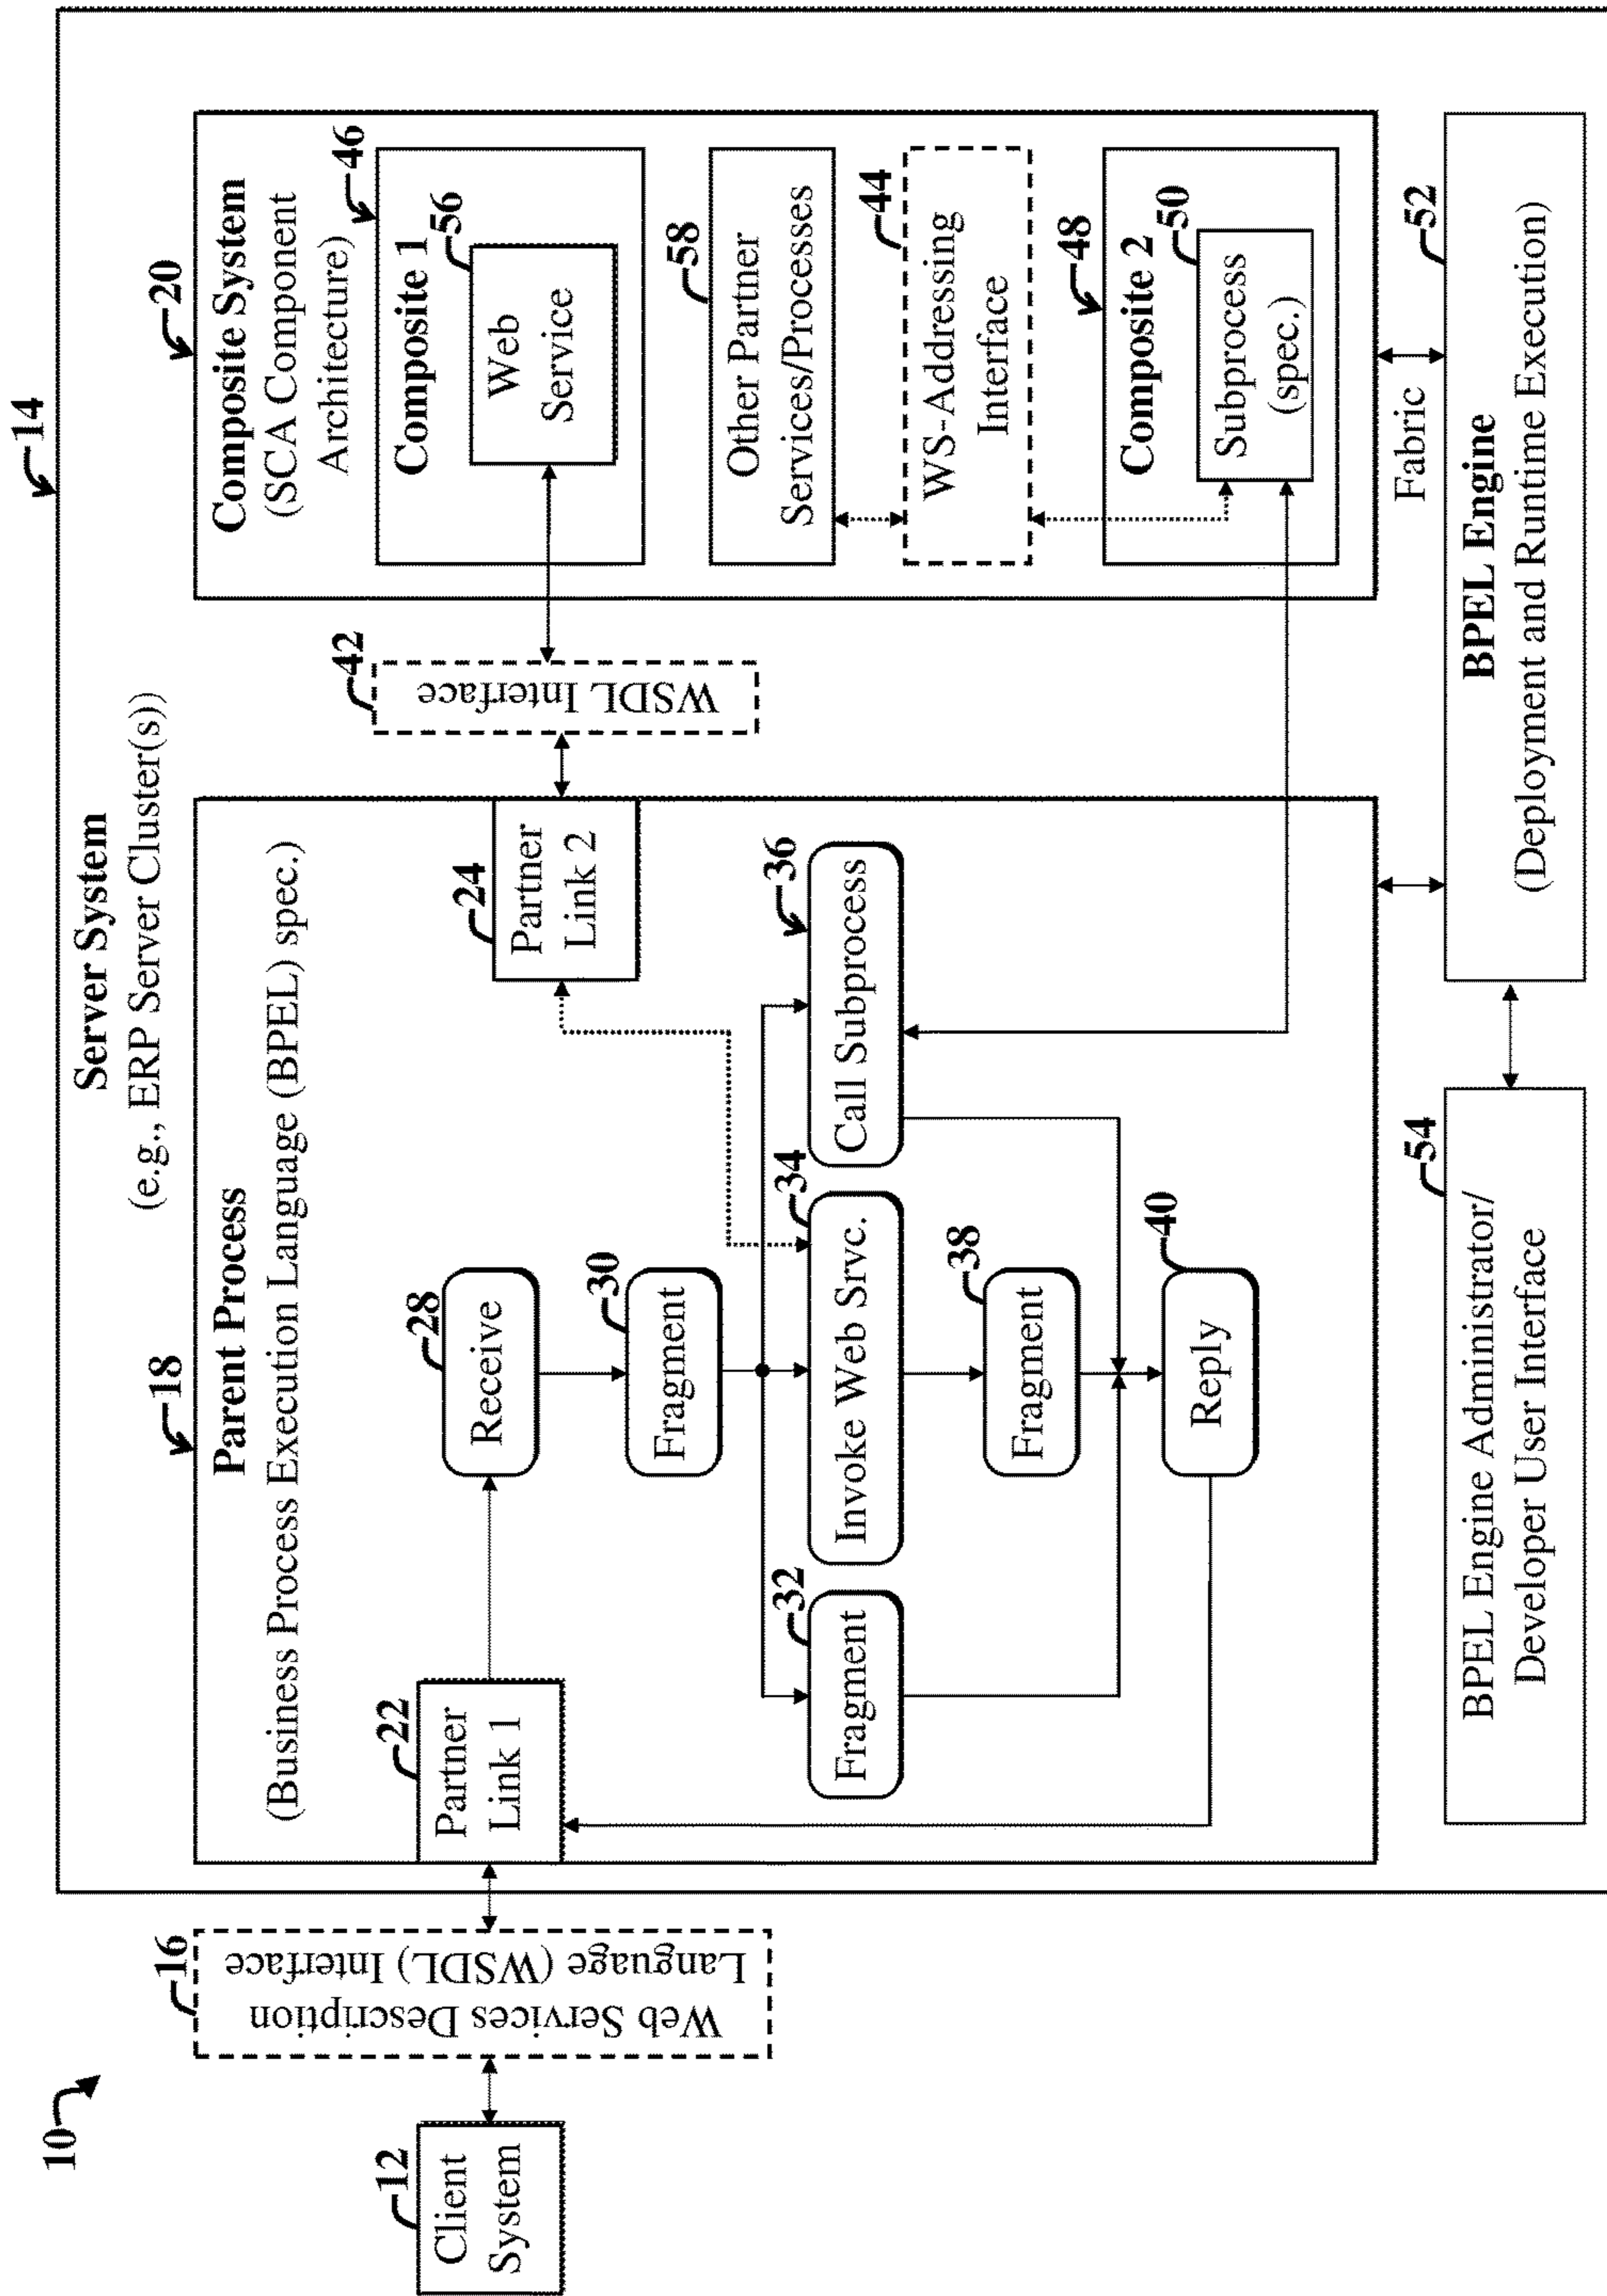 10
14
Server System
(e.g., ERP Server Cluster(s))
12
Client
System
16
Web Services Description
Language (WSDL) Interface
18
Parent Process
(Business Process Execution Language (BPEL) spec.)
22
Partner
Link 1
28
Receive
30
Fragment
32
Fragment
34
Invoke Web Srvc.
36
Call Subprocess
38
Fragment
40
Reply
24
Partner
Link 2
42
WSDL Interface
20
Composite System
(SCA Component
Architecture)
46
Composite 1
56
Web
Service
58
Other Partner
Services/Processes
44
WS-Addressing
Interface
48
Composite 2
50
Subprocess
(spec.)
Fabric
54
BPEL Engine Administrator/
Developer User Interface
52
BPEL Engine
(Deployment and Runtime Execution)